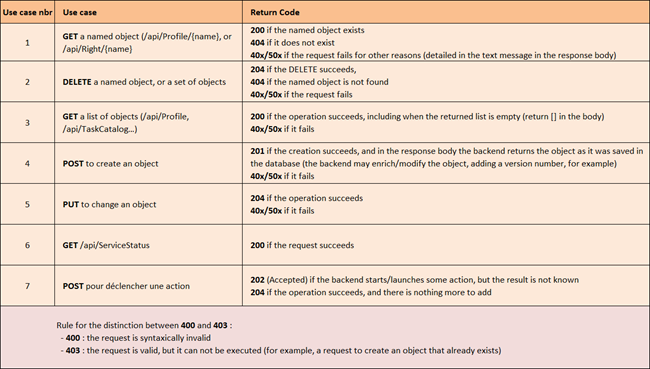 Use case nbr Use case Return Code
1 GET a named object (/api/Profile/{name}, or
/api/Right/{name}
200 if the named object exists
404 if it does not exist
40x/50x if the request fails for other reasons (detailed in the text message in the response body)
2 DELETE a named object, or a set of objects
204 if the DELETE succeeds,
404 if the named object is not found
40x/50x if the request fails
3 GET a list of objects (/api/Profile,
/api/TaskCatalog...)
200 if the operation succeeds, including when the returned list is empty (return [] in the body)
40x/50x if it fails
4 POST to create an object
201 if the creation succeeds, and in the response body the backend returns the object as it was saved in
the database (the backend may enrich/modify the object, adding a version number, for example)
40x/50x if it fails
5 PUT to change an object
204 if the operation succeeds
40x/50x if it fails
6 GET /api/ServiceStatus 200 if the request succeeds
7 POST pour déclencher une action
202 (Accepted) if the backend starts/launches some action, but the result is not known
204 if the operation succeeds, and there is nothing more to add
Rule for the distinction between 400 and 403 :
- 400 : the request is syntaxically invalid
- 403 : the request is valid, but it can not be executed (for example, a request to create an object that already exists)